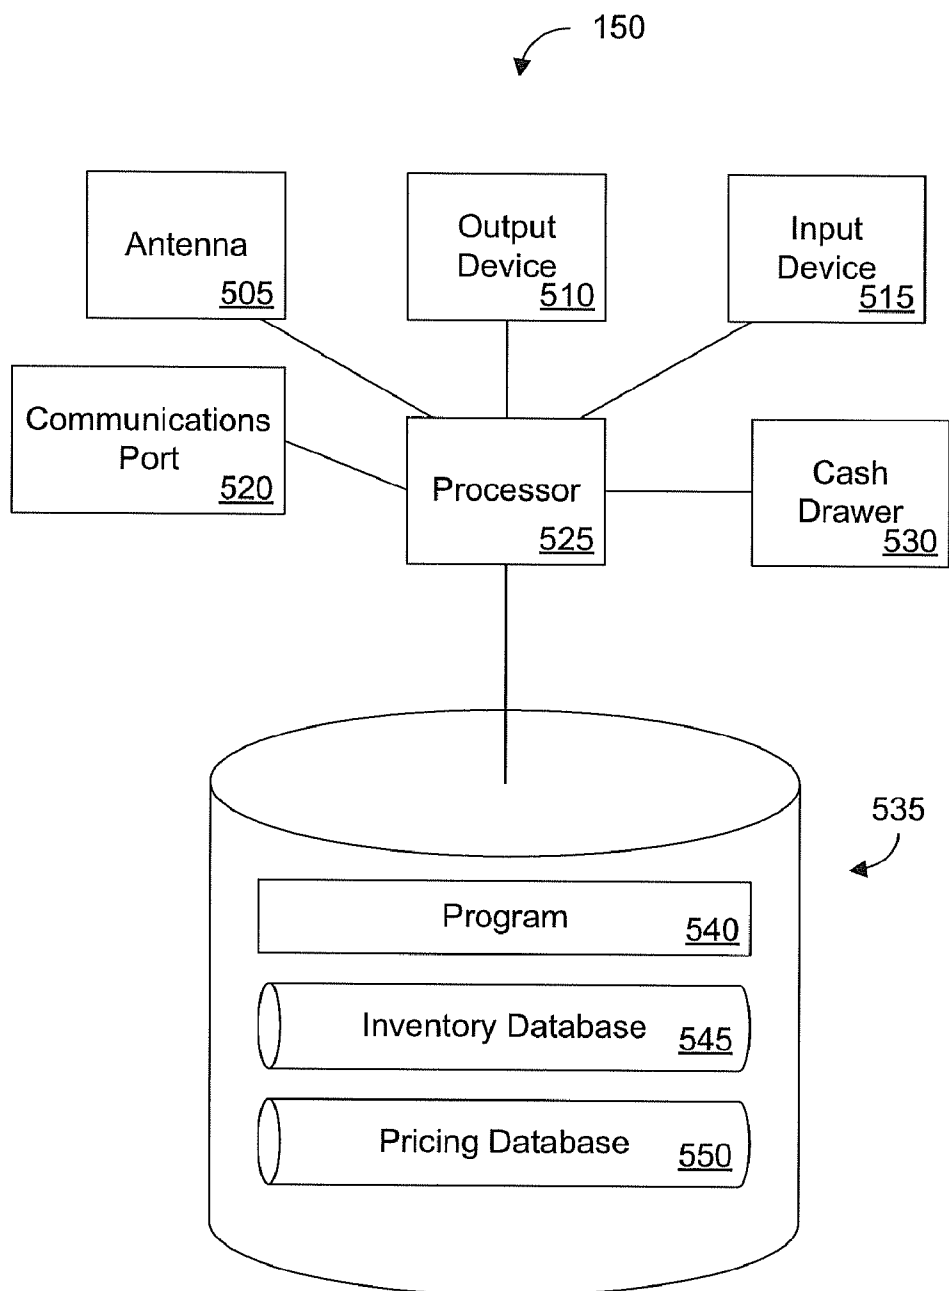 150
Antenna
505
Output
Device
510
Input
Device
515
Communications
Port
520
Processor
525
Cash
Drawer
530
535
Program
540
Inventory Database
545
Pricing Database
550